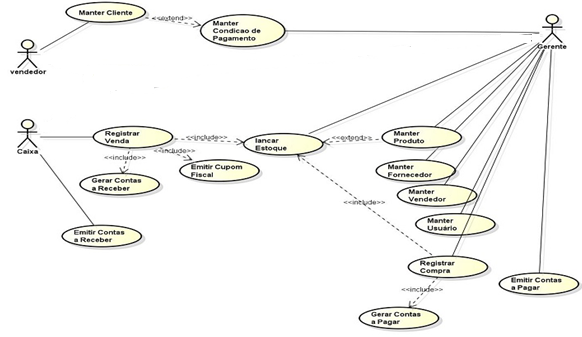 Manter Cliente
<<extend>>
Manter
Condicao de
Pagamento
vendedor
Gerente
Caixa
Registrar
Venda
<<include>>
lancar
Estoque
<<extend>>
Manter
Produto
<<include>>
<<include>>
Emitir Cupom
Fiscal
Gerar Contas
a Receber
Manter
Fornecedor
Manter
Vendedor
<<include>>
Manter
Usuário
Emitir Contas
a Receber
Registrar
Compra
<<include>>
Emitir Contas
a Pagar
Gerar Contas
a Pagar